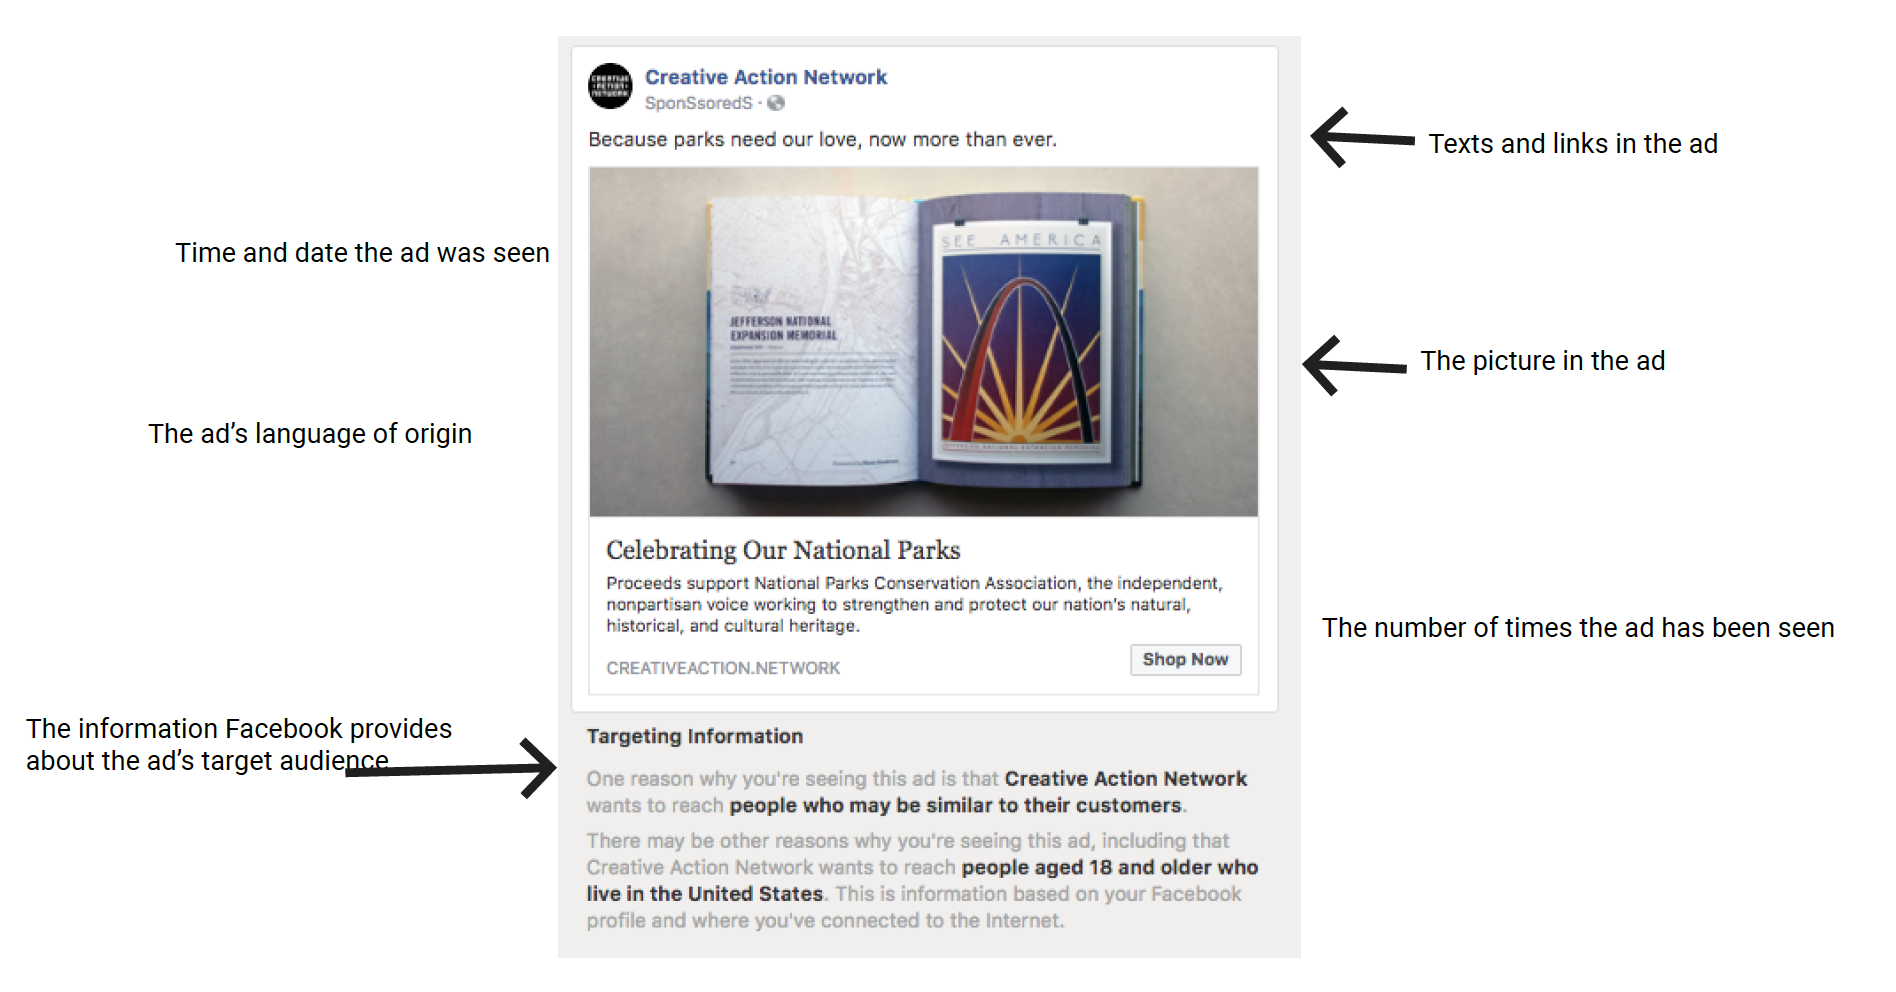 CREATIVE
ACTION
NETWORK
Creative Action Network
SponSsoredS ·
Because parks need our love, now more than ever.
Texts and links in the ad
Time and date the ad was seen
SEE AMERICA
JEFFERSON NATIONAL
EXPANSION MEMORIAL
JEFFERSON NATIONAL EXPANSION MEMORIAL
The picture in the ad
The ad’s language of origin
Celebrating Our National Parks
Proceeds support National Parks Conservation Association, the independent,
nonpartisan voice working to strengthen and protect our nation's natural,
historical, and cultural heritage.
CREATIVEACTION.NETWORK
Shop Now
The number of times the ad has been seen
The information Facebook provides
about the ad’s target audience
Targeting Information
One reason why you're seeing this ad is that Creative Action Network
wants to reach people who may be similar to their customers.
There may be other reasons why you're seeing this ad, including that
Creative Action Network wants to reach people aged 18 and older who
live in the United States. This is information based on your Facebook
profile and where you've connected to the Internet.